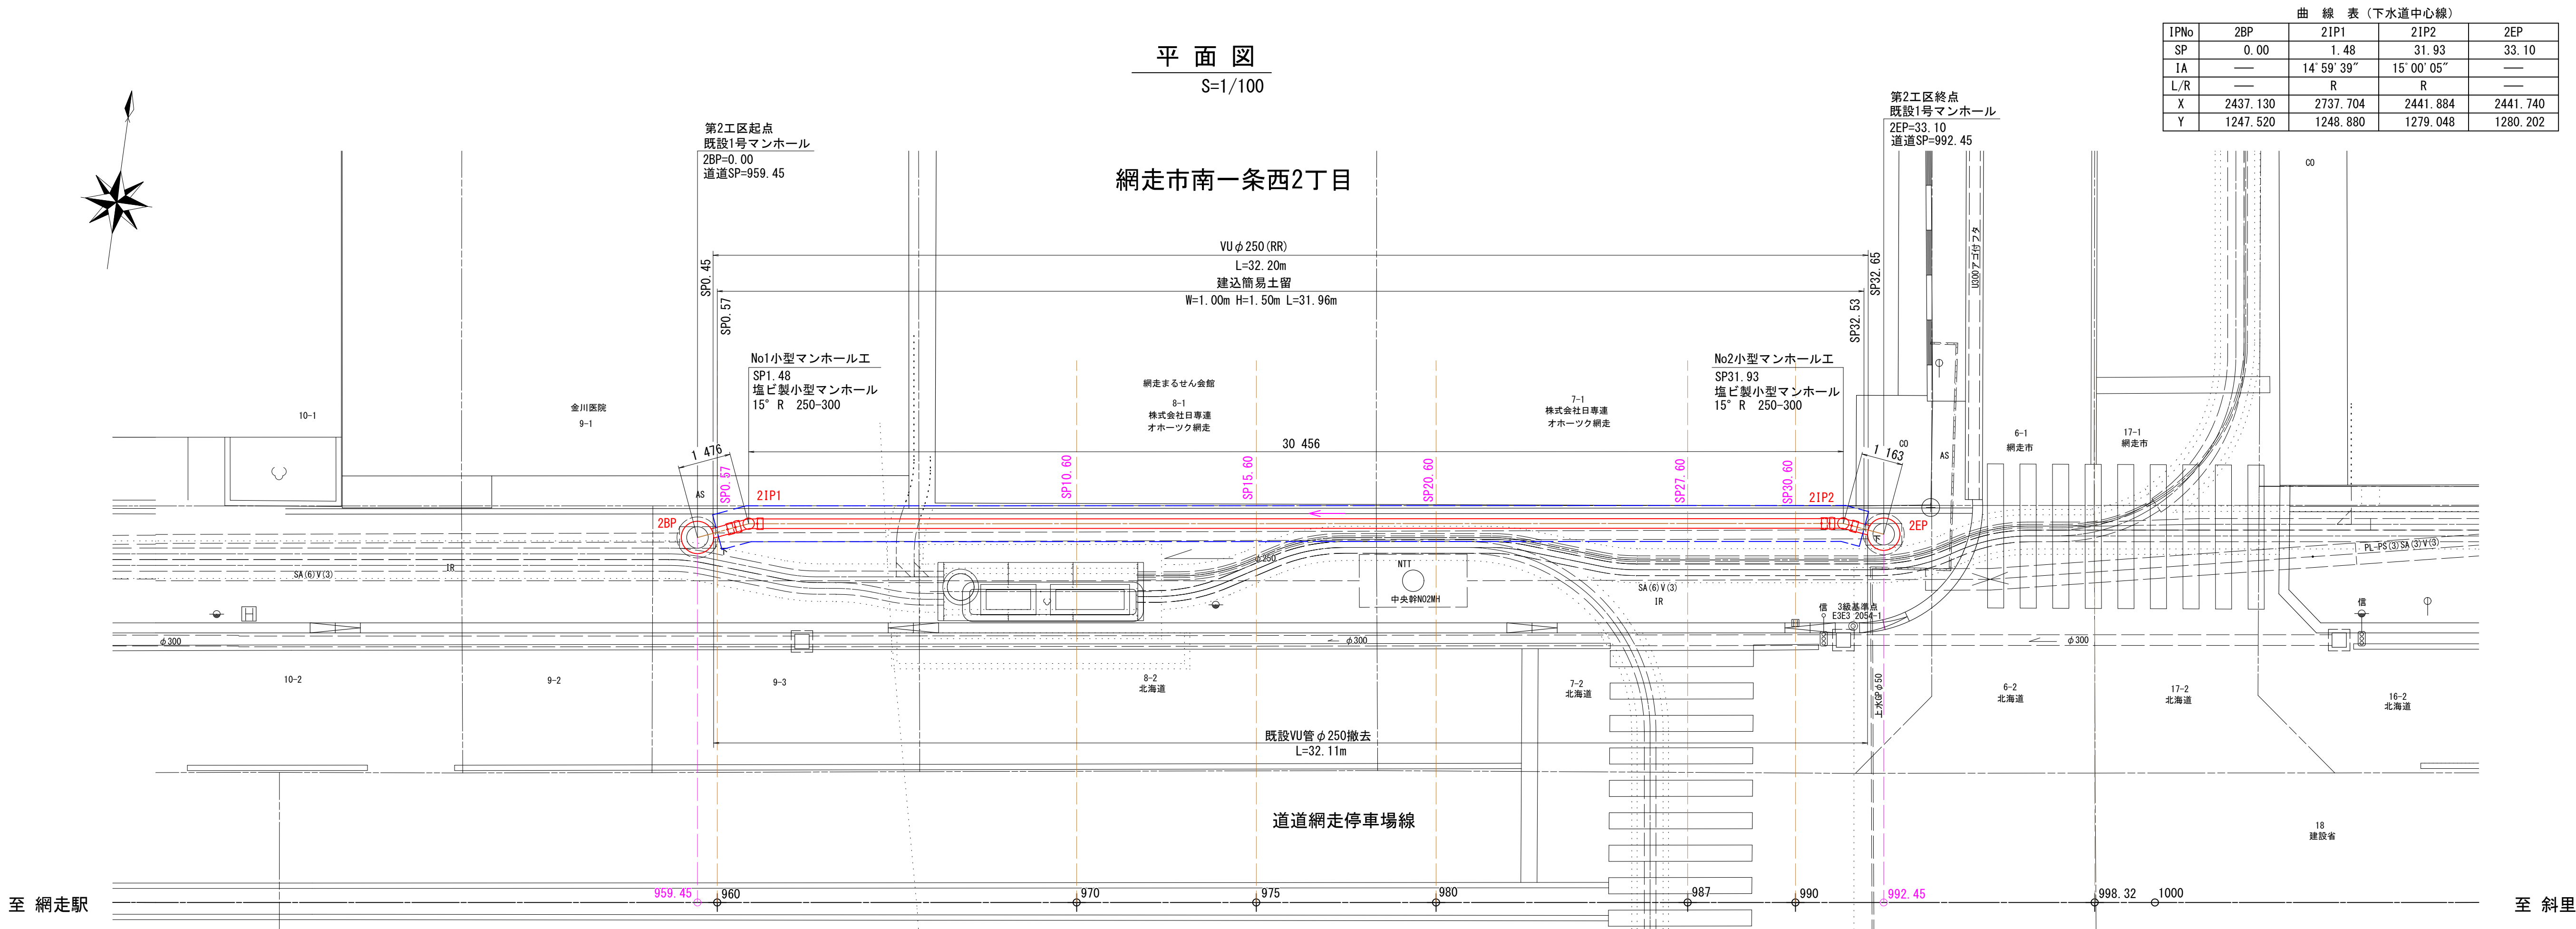 曲 線 表 (下水道中心線)
IPNo 2BP 2IP1 2IP2 2EP
SP 0.00 1.48 31.93 33.10
IA — 14°59′39″ 15°00′05″ —
L/R — R R —
X 2437.130 2737.704 2441.884 2441.740
Y 1247.520 1248.880 1279.048 1280.202
平 面 図
S=1/100
第2工区起点
既設1号マンホール
2BP=0.00
道道SP=959.45
網走市南一条西2丁目
第2工区終点
既設1号マンホール
2EP=33.10
道道SP=992.45
CO
VUφ250(RR)
L=32.20m
建込簡易土留
W=1.00m H=1.50m L=31.96m
SP0.45
SP0.57
SP32.65
SP32.53
U300アゴ付フタ
No1小型マンホール工
SP1.48
塩ビ製小型マンホール
15° R 250-300
No2小型マンホール工
SP31.93
塩ビ製小型マンホール
15° R 250-300
10-1
金川医院
9-1
網走まるせん会館
8-1
株式会社日専連
オホーツク網走
7-1
株式会社日専連
オホーツク網走
6-1
網走市
17-1
網走市
30 456
1 476
1 163
CO
AS
AS
SP0.57
SP10.60
SP15.60
SP20.60
SP27.60
SP30.60
2BP
2IP1
2IP2
2EP
SA(6)V(3)
IR
φ250
NTT
中央幹NO2MH
SA(6)V(3)
IR
PL-PS(3)SA(3)V(3)
H
信
3級基準点
E3E3 2054-1
信
φ300
φ300
φ300
10-2
9-2
9-3
8-2
北海道
7-2
北海道
上水GPφ50
6-2
北海道
17-2
北海道
16-2
北海道
既設VU管φ250撤去
L=32.11m
道道網走停車場線
18
建設省
至 網走駅
959.45
960
970
975
980
987
990
992.45
998.32
1000
至 斜里